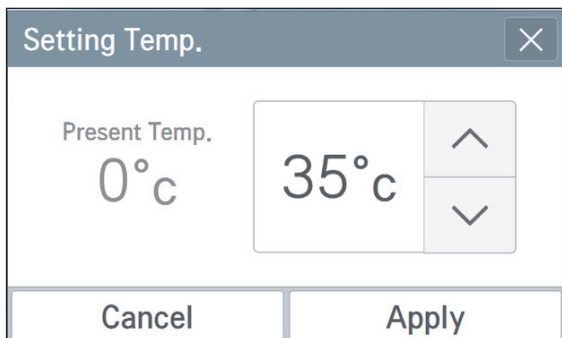 Setting Temp.
Present Temp.
0°c
35°c
Cancel
Apply